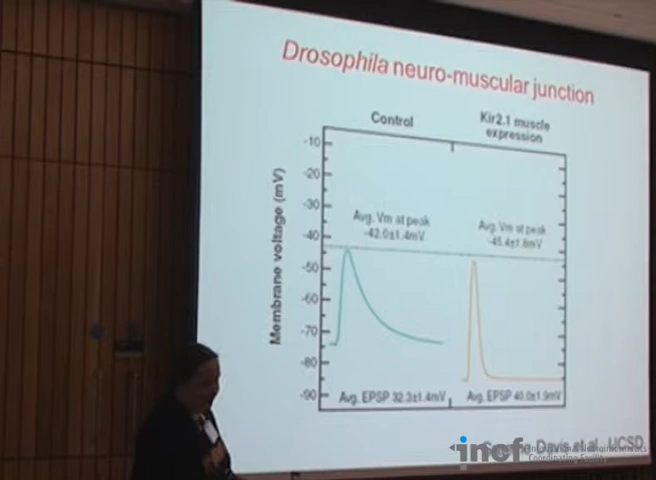 Drosophila neuro-muscular junction
Control
Kir2.1 muscle
expression
-10
-20
-30
-40
-50
-60
-70
-80
-90
Membrane voltage (mV)
Avg. Vm at peak
-42.0±1.4mV
Avg. Vm at peak
-45.4±1.8mV
Avg. EPSP 32.3±1.4mV
Avg. EPSP 40.0±1.9mV
Davis et al., UCSD
incf
Coordinating Facility